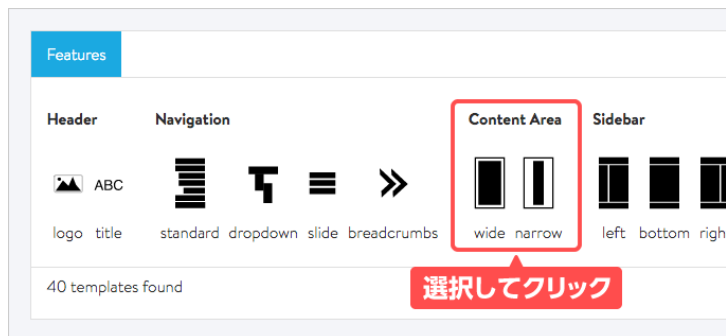 Features
Header Navigation Content Area Sidebar
ABC
logo title standard dropdown slide breadcrumbs wide narrow left bottom righ
40 templates found
選択してクリック